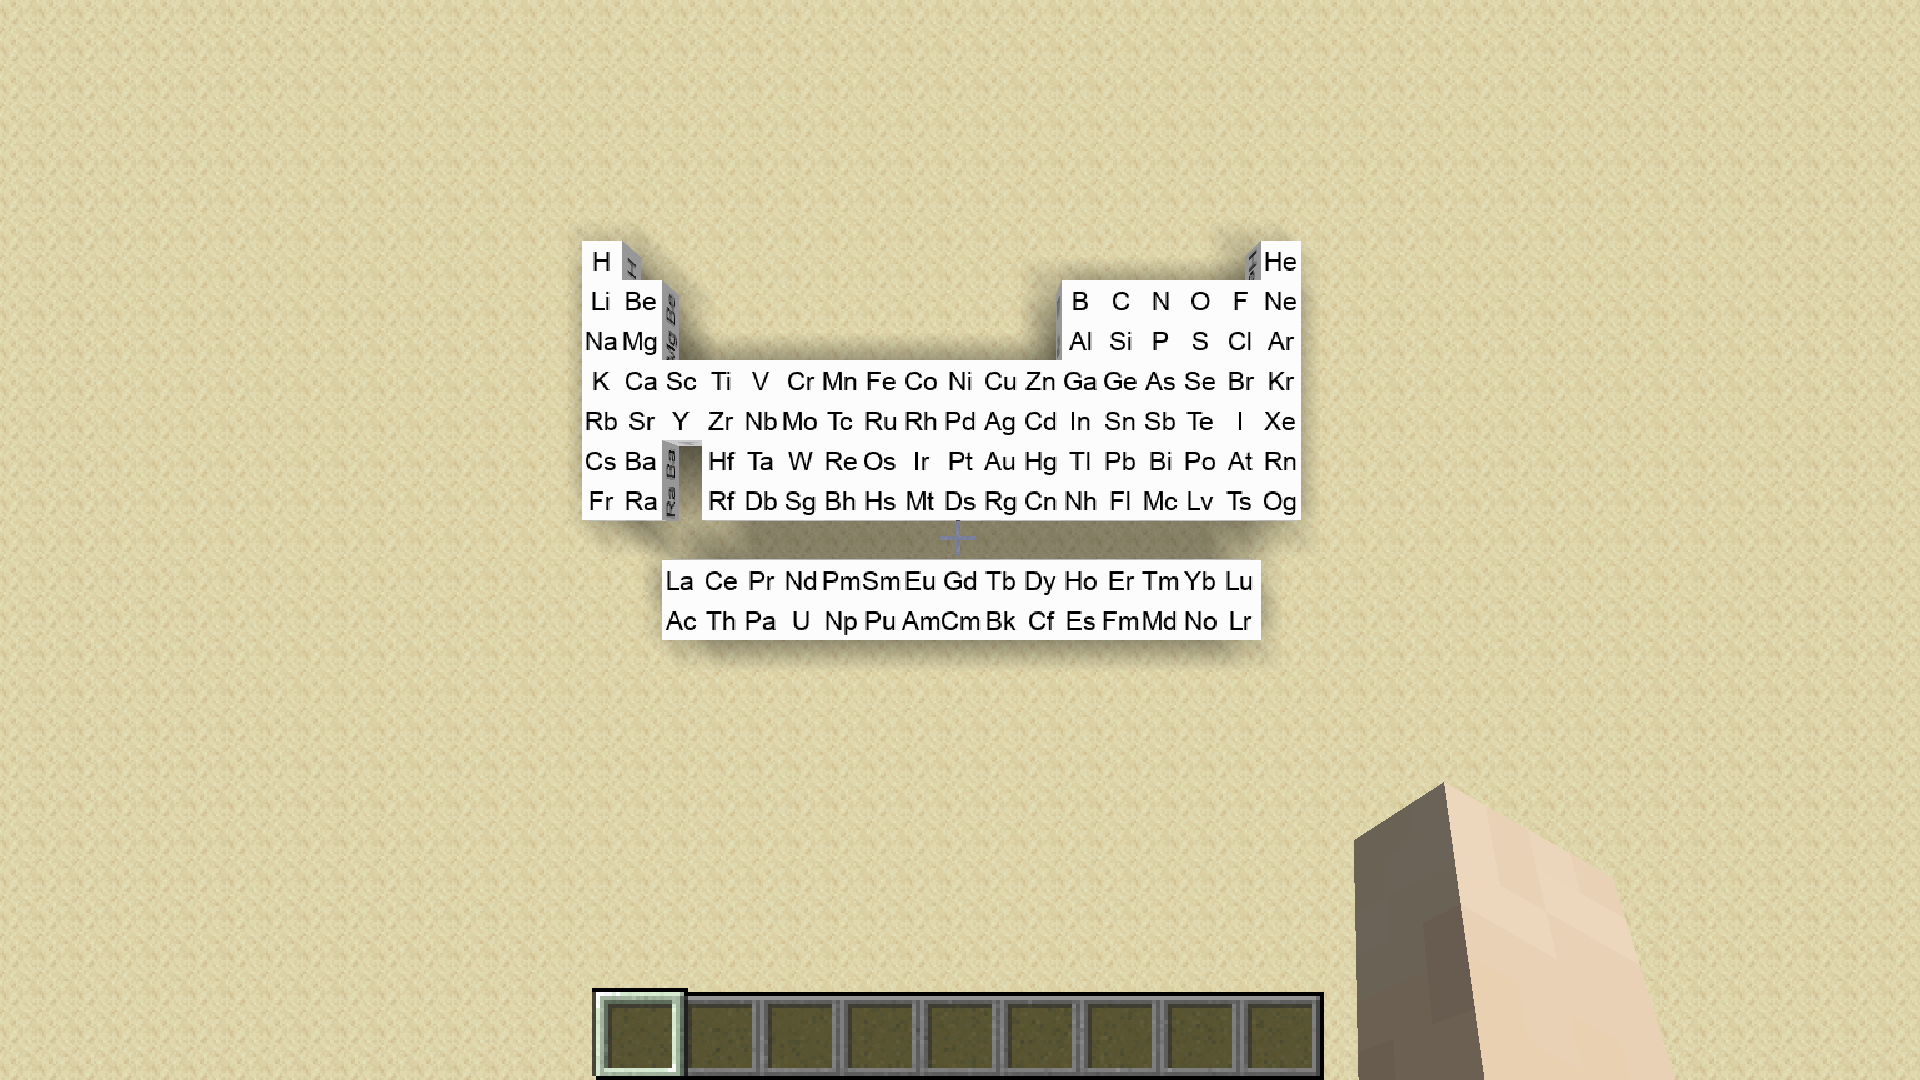 H H He He
Li Be Be B C N O F Ne
Na Mg Mg Al Si P S Cl Ar
K Ca Sc Ti V Cr Mn Fe Co Ni Cu Zn Ga Ge As Se Br Kr
Rb Sr Y Zr Nb Mo Tc Ru Rh Pd Ag Cd In Sn Sb Te I Xe
Cs Ba Ba Hf Ta W Re Os Ir Pt Au Hg Tl Pb Bi Po At Rn
Fr Ra Ra Rf Db Sg Bh Hs Mt Ds Rg Cn Nh Fl Mc Lv Ts Og
La Ce Pr Nd Pm Sm Eu Gd Tb Dy Ho Er Tm Yb Lu
Ac Th Pa U Np Pu Am Cm Bk Cf Es Fm Md No Lr